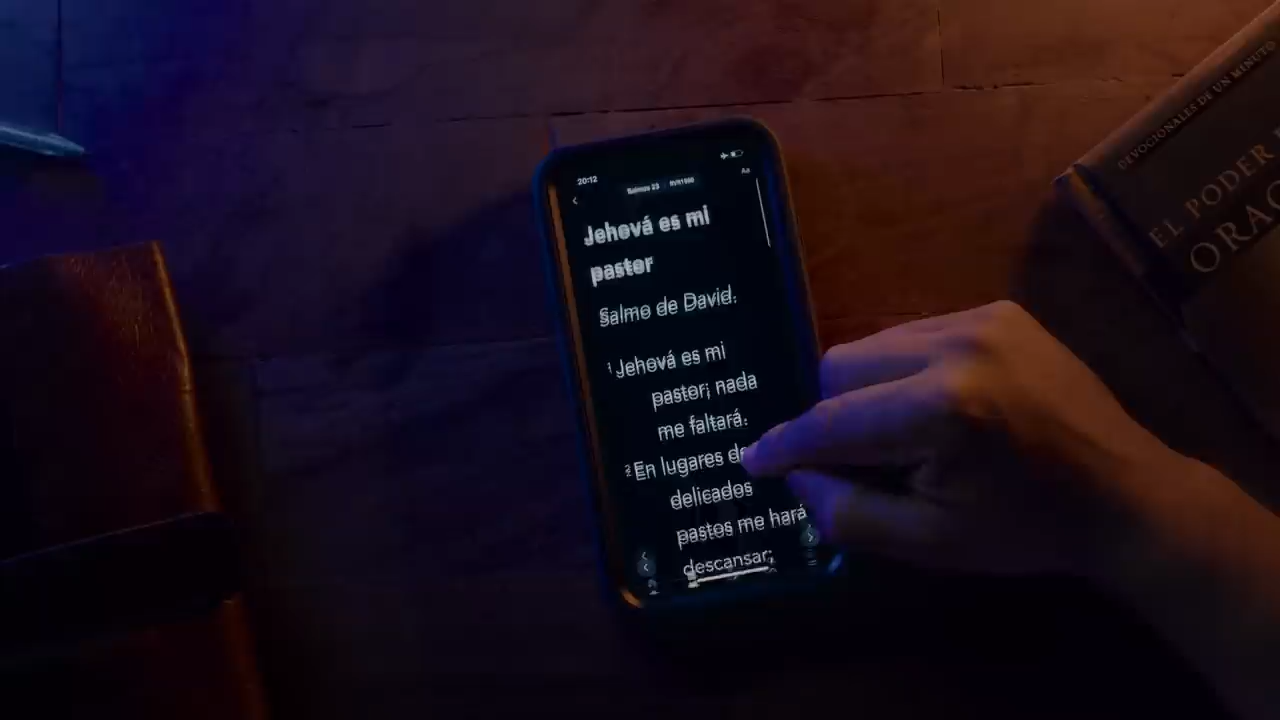 20:12
Salmos 23 RVR1960
Aa
Jehová es mi
pastor
Salmo de David.
1 Jehová es mi
pastor; nada
me faltará.
2 En lugares de
delicados
pastos me hará
descansar;
DEVOCIONALES DE UN MINUTO
EL PODER